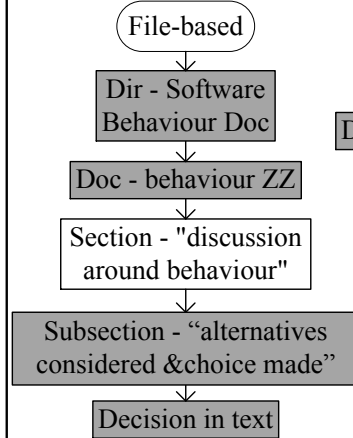 File-based
Dir - Software
Behaviour Doc
D
Doc - behaviour ZZ
Section - "discussion
around behaviour"
Subsection - “alternatives
considered &choice made”
Decision in text